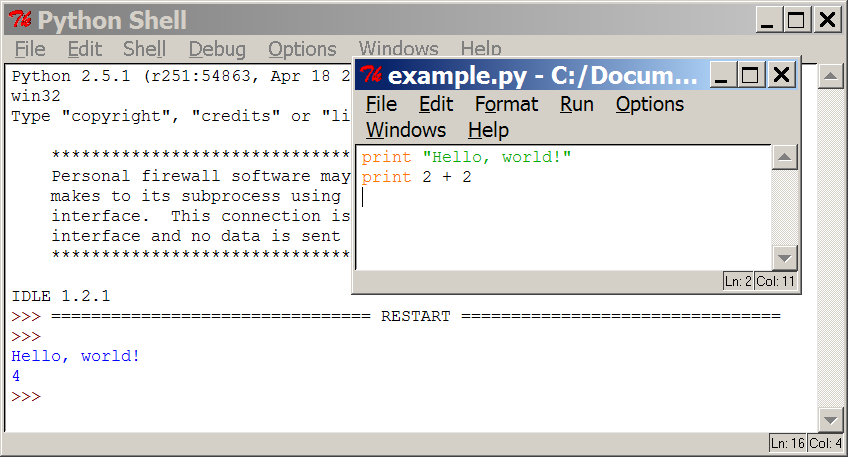 Python Shell
File Edit Shell Debug Options Windows Help
Python 2.5.1 (r251:54863, Apr 18 2
win32
Type "copyright", "credits" or "li
*******************************
Personal firewall software may
makes to its subprocess using
interface.  This connection is
interface and no data is sent
*******************************
IDLE 1.2.1
>>> ================================ RESTART ================================
>>>
Hello, world!
4
>>>
Ln: 16 Col: 4
example.py - C:/Docum...
File Edit Format Run Options
Windows Help
print "Hello, world!"
print 2 + 2
Ln: 2 Col: 11